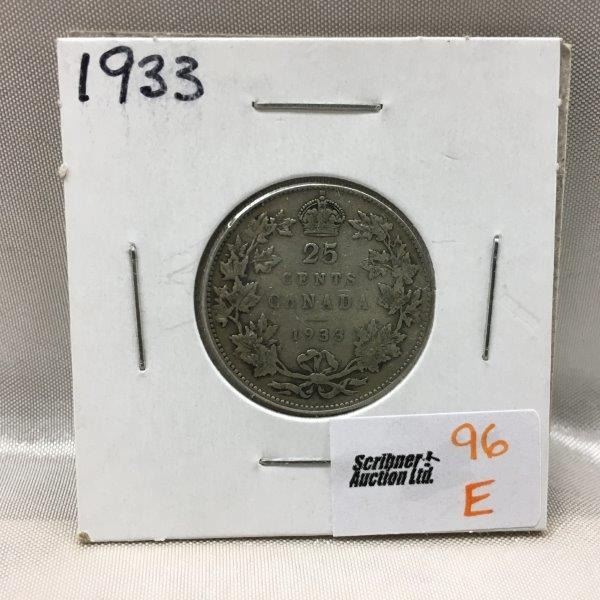 1933
25
CENTS
CANADA
1933
Scribner
Auction Ltd.
96
E